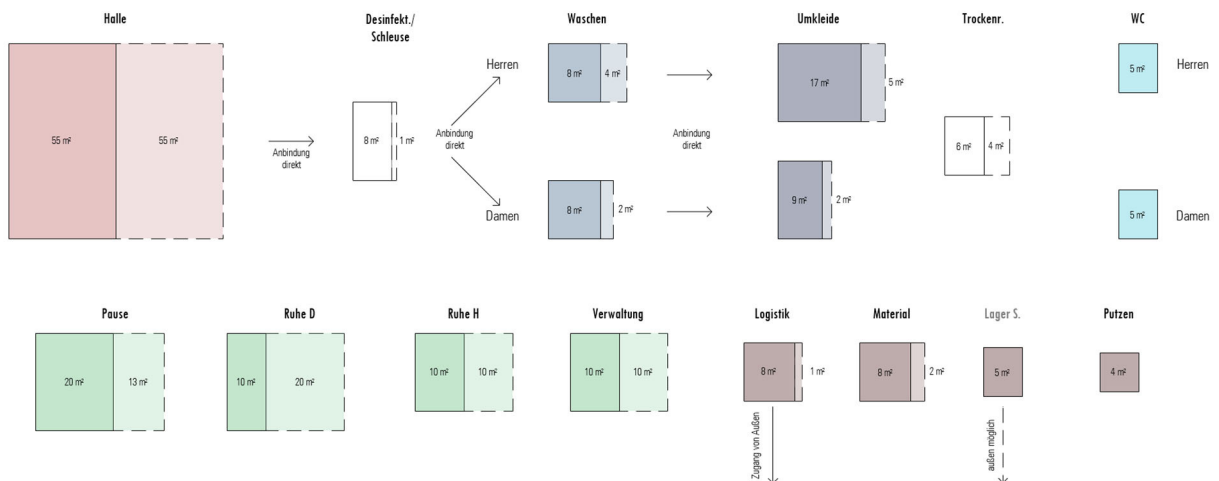 Halle
Desinfekt./
Schleuse
Waschen
Umkleide
Trockenr.
WC
Herren
8 m²
4 m²
17 m²
5 m²
5 m²
Herren
55 m²
55 m²
Anbindung
direkt
8 m²
1 m²
Anbindung
direkt
Anbindung
direkt
6 m²
4 m²
Damen
8 m²
2 m²
9 m²
2 m²
5 m²
Damen
Pause
Ruhe D
Ruhe H
Verwaltung
Logistik
Material
Lager S.
Putzen
20 m²
13 m²
10 m²
20 m²
10 m²
10 m²
10 m²
10 m²
8 m²
1 m²
8 m²
2 m²
5 m²
4 m²
Zugang von Außen
außen möglich